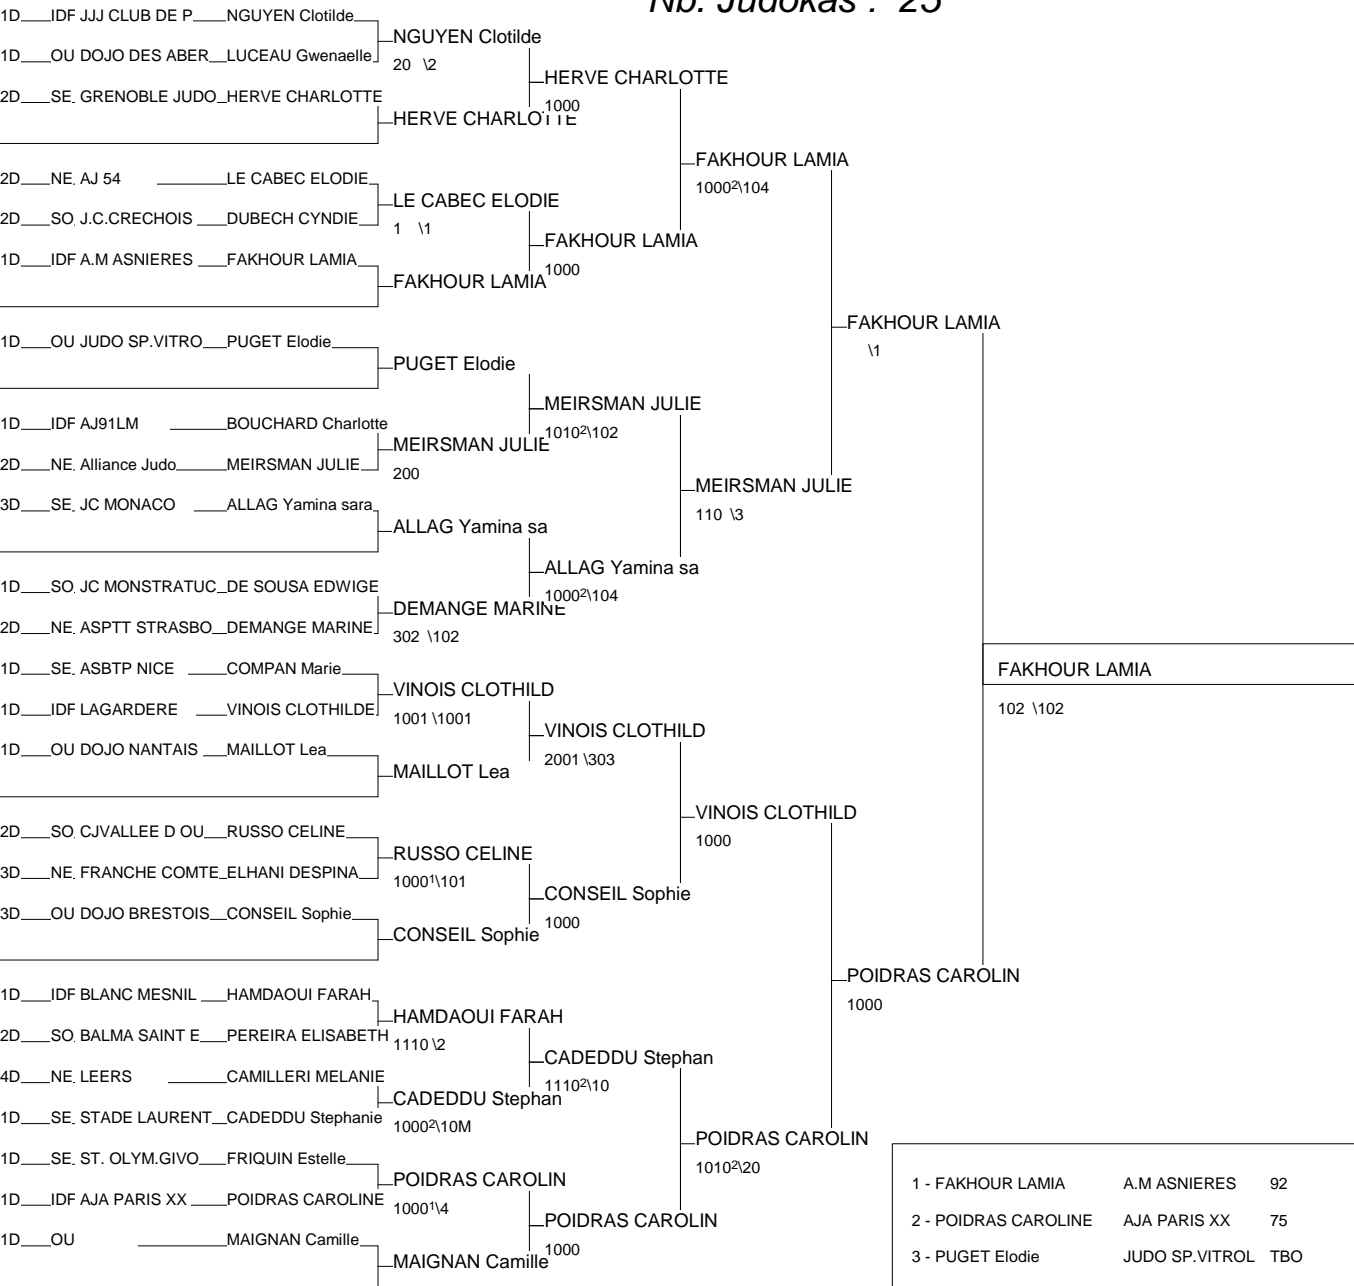 Nb. Judokas : 25
1D IDF JJJ CLUB DE P NGUYEN Clotilde
NGUYEN Clotilde
1D OU DOJO DES ABER LUCEAU Gwenaelle
20 \2
HERVE CHARLOTTE
2D SE GRENOBLE JUDO HERVE CHARLOTTE
1000
HERVE CHARLOTTE
FAKHOUR LAMIA
2D NE AJ 54 LE CABEC ELODIE
1000²\104
LE CABEC ELODIE
2D SO J.C.CRECHOIS DUBECH CYNDIE
1 \1
FAKHOUR LAMIA
1D IDF A.M ASNIERES FAKHOUR LAMIA
1000
FAKHOUR LAMIA
FAKHOUR LAMIA
1D OU JUDO SP.VITRO PUGET Elodie
\1
PUGET Elodie
MEIRSMAN JULIE
1D IDF AJ91LM BOUCHARD Charlotte
1010²\102
MEIRSMAN JULIE
2D NE Alliance Judo MEIRSMAN JULIE
200
MEIRSMAN JULIE
3D SE JC MONACO ALLAG Yamina sara
110 \3
ALLAG Yamina sa
ALLAG Yamina sa
1D SO JC MONSTRATUC DE SOUSA EDWIGE
1000²\104
DEMANGE MARINE
2D NE ASPTT STRASBO DEMANGE MARINE
302 \102
1D SE ASBTP NICE COMPAN Marie
FAKHOUR LAMIA
VINOIS CLOTHILD
1D IDF LAGARDERE VINOIS CLOTHILDE
102 \102
1001 \1001
VINOIS CLOTHILD
1D OU DOJO NANTAIS MAILLOT Lea
2001 \303
MAILLOT Lea
VINOIS CLOTHILD
2D SO CJVALLEE D OU RUSSO CELINE
1000
RUSSO CELINE
3D NE FRANCHE COMTE ELHANI DESPINA
1000¹\101
CONSEIL Sophie
3D OU DOJO BRESTOIS CONSEIL Sophie
1000
CONSEIL Sophie
POIDRAS CAROLIN
1D IDF BLANC MESNIL HAMDAOUI FARAH
1000
HAMDAOUI FARAH
2D SO BALMA SAINT E PEREIRA ELISABETH
1110 \2
CADEDDU Stephan
4D NE LEERS CAMILLERI MELANIE
1110²\10
CADEDDU Stephan
1D SE STADE LAURENT CADEDDU Stephanie
1000²\10M
POIDRAS CAROLIN
1D SE ST. OLYM.GIVO FRIQUIN Estelle
1010²\20
POIDRAS CAROLIN
1 - FAKHOUR LAMIA A.M ASNIERES 92
1D IDF AJA PARIS XX POIDRAS CAROLINE
1000¹\4
POIDRAS CAROLIN
2 - POIDRAS CAROLINE AJA PARIS XX 75
1D OU MAIGNAN Camille
1000
MAIGNAN Camille
3 - PUGET Elodie JUDO SP.VITROL TBO